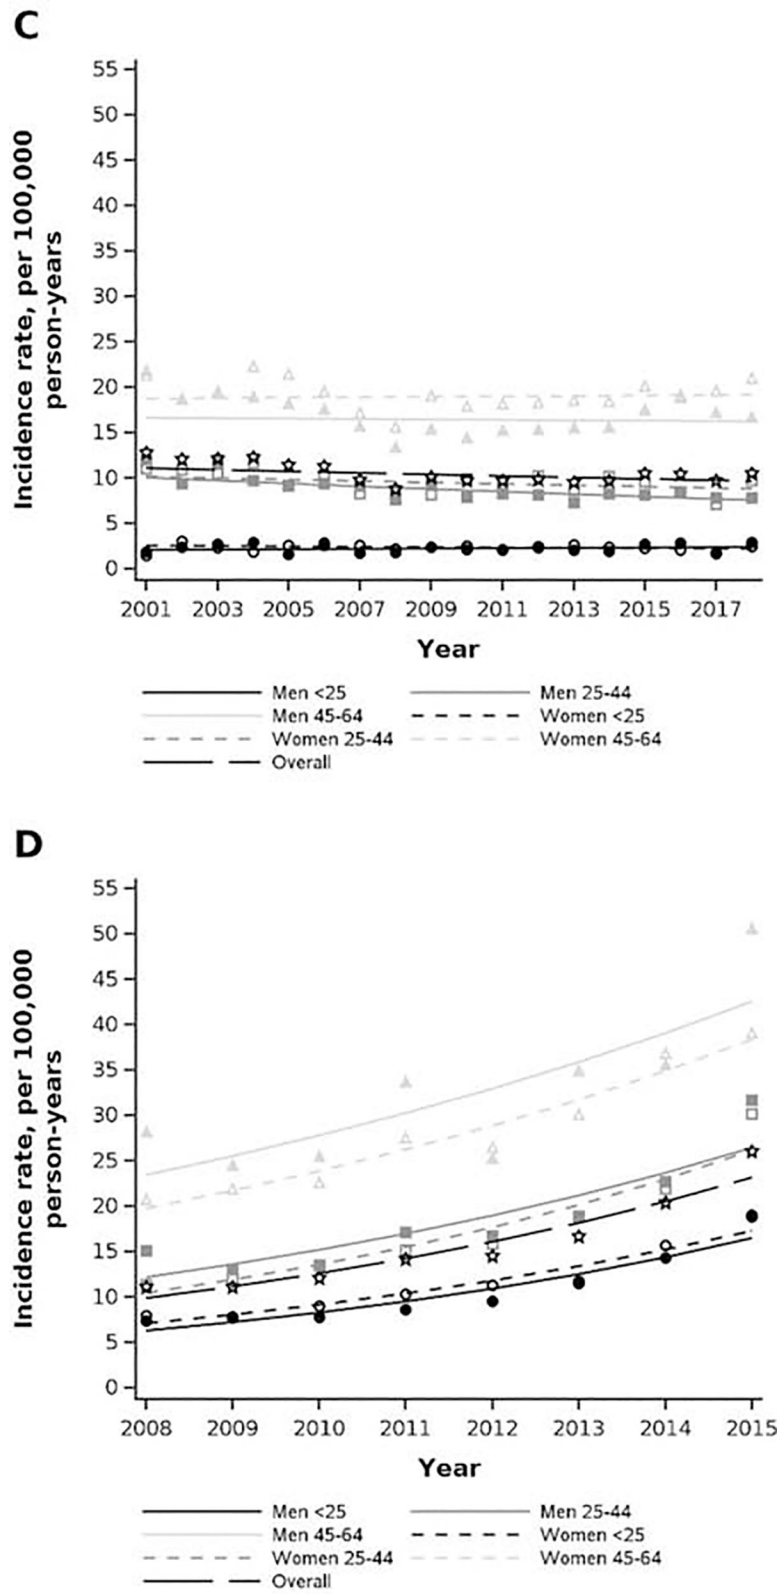 C
Incidence rate, per 100,000
person-years
55
50
45
40
35
30
25
20
15
10
5
0
2001 2003 2005 2007 2009 2011 2013 2015 2017
Year
Men <25 Men 25-44
Men 45-64 Women <25
Women 25-44 Women 45-64
Overall
D
Incidence rate, per 100,000
person-years
55
50
45
40
35
30
25
20
15
10
5
0
2008 2009 2010 2011 2012 2013 2014 2015
Year
Men <25 Men 25-44
Men 45-64 Women <25
Women 25-44 Women 45-64
Overall